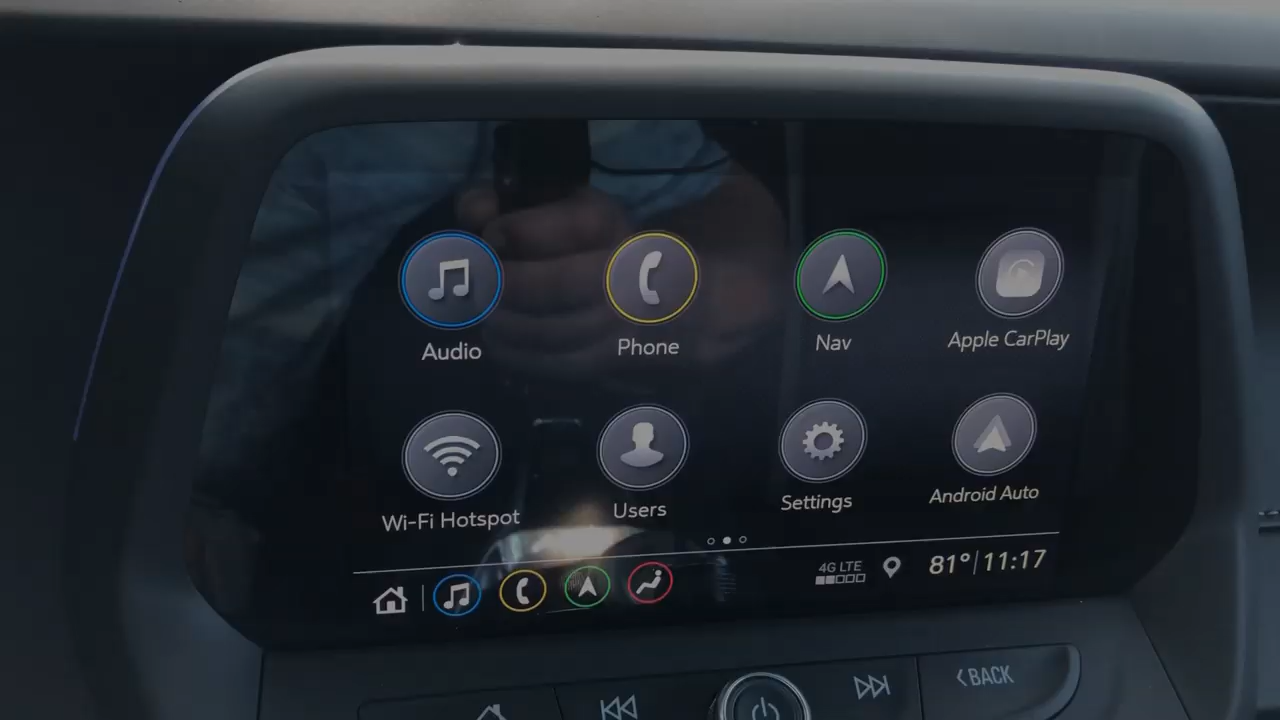 Audio Phone Nav Apple CarPlay
Wi-Fi Hotspot Users Settings Android Auto
4G LTE 81° 11:17
BACK